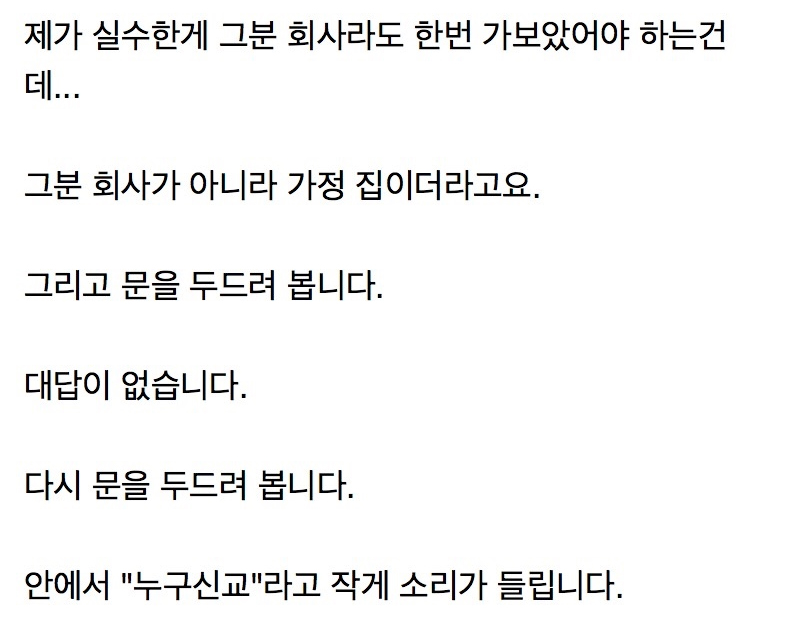 제가 실수한게 그분 회사라도 한번 가보았어야 하는건
데...
그분 회사가 아니라 가정 집이더라고요.
그리고 문을 두드려 봅니다.
대답이 없습니다.
다시 문을 두드려 봅니다.
안에서 "누구신교"라고 작게 소리가 들립니다.